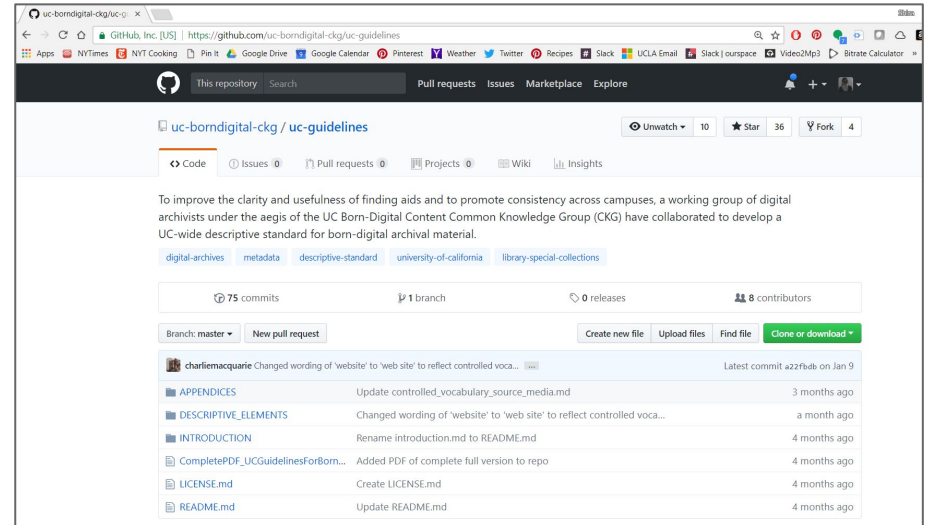 uc-borndigital-ckg/uc-gu
Shira
GitHub, Inc. [US] | https://github.com/uc-borndigital-ckg/uc-guidelines
Apps NYTimes NYT Cooking Pin It Google Drive Google Calendar Pinterest Weather Twitter Recipes Slack UCLA Email Slack | ourspace Video2Mp3 Bitrate Calculator »
This repository Search Pull requests Issues Marketplace Explore
uc-borndigital-ckg / uc-guidelines Unwatch 10 Star 36 Fork 4
Code Issues 0 Pull requests 0 Projects 0 Wiki Insights
To improve the clarity and usefulness of finding aids and to promote consistency across campuses, a working group of digital
archivists under the aegis of the UC Born-Digital Content Common Knowledge Group (CKG) have collaborated to develop a
UC-wide descriptive standard for born-digital archival material.
digital-archives metadata descriptive-standard university-of-california library-special-collections
75 commits 1 branch 0 releases 8 contributors
Branch: master New pull request Create new file Upload files Find file Clone or download
charliemacquarie Changed wording of 'website' to 'web site' to reflect controlled voca... ... Latest commit a22fbdb on Jan 9
APPENDICES Update controlled_vocabulary_source_media.md 3 months ago
DESCRIPTIVE_ELEMENTS Changed wording of 'website' to 'web site' to reflect controlled voca... a month ago
INTRODUCTION Rename introduction.md to README.md 4 months ago
CompletePDF_UCGuidelinesForBorn... Added PDF of complete full version to repo 4 months ago
LICENSE.md Create LICENSE.md 4 months ago
README.md Update README.md 4 months ago